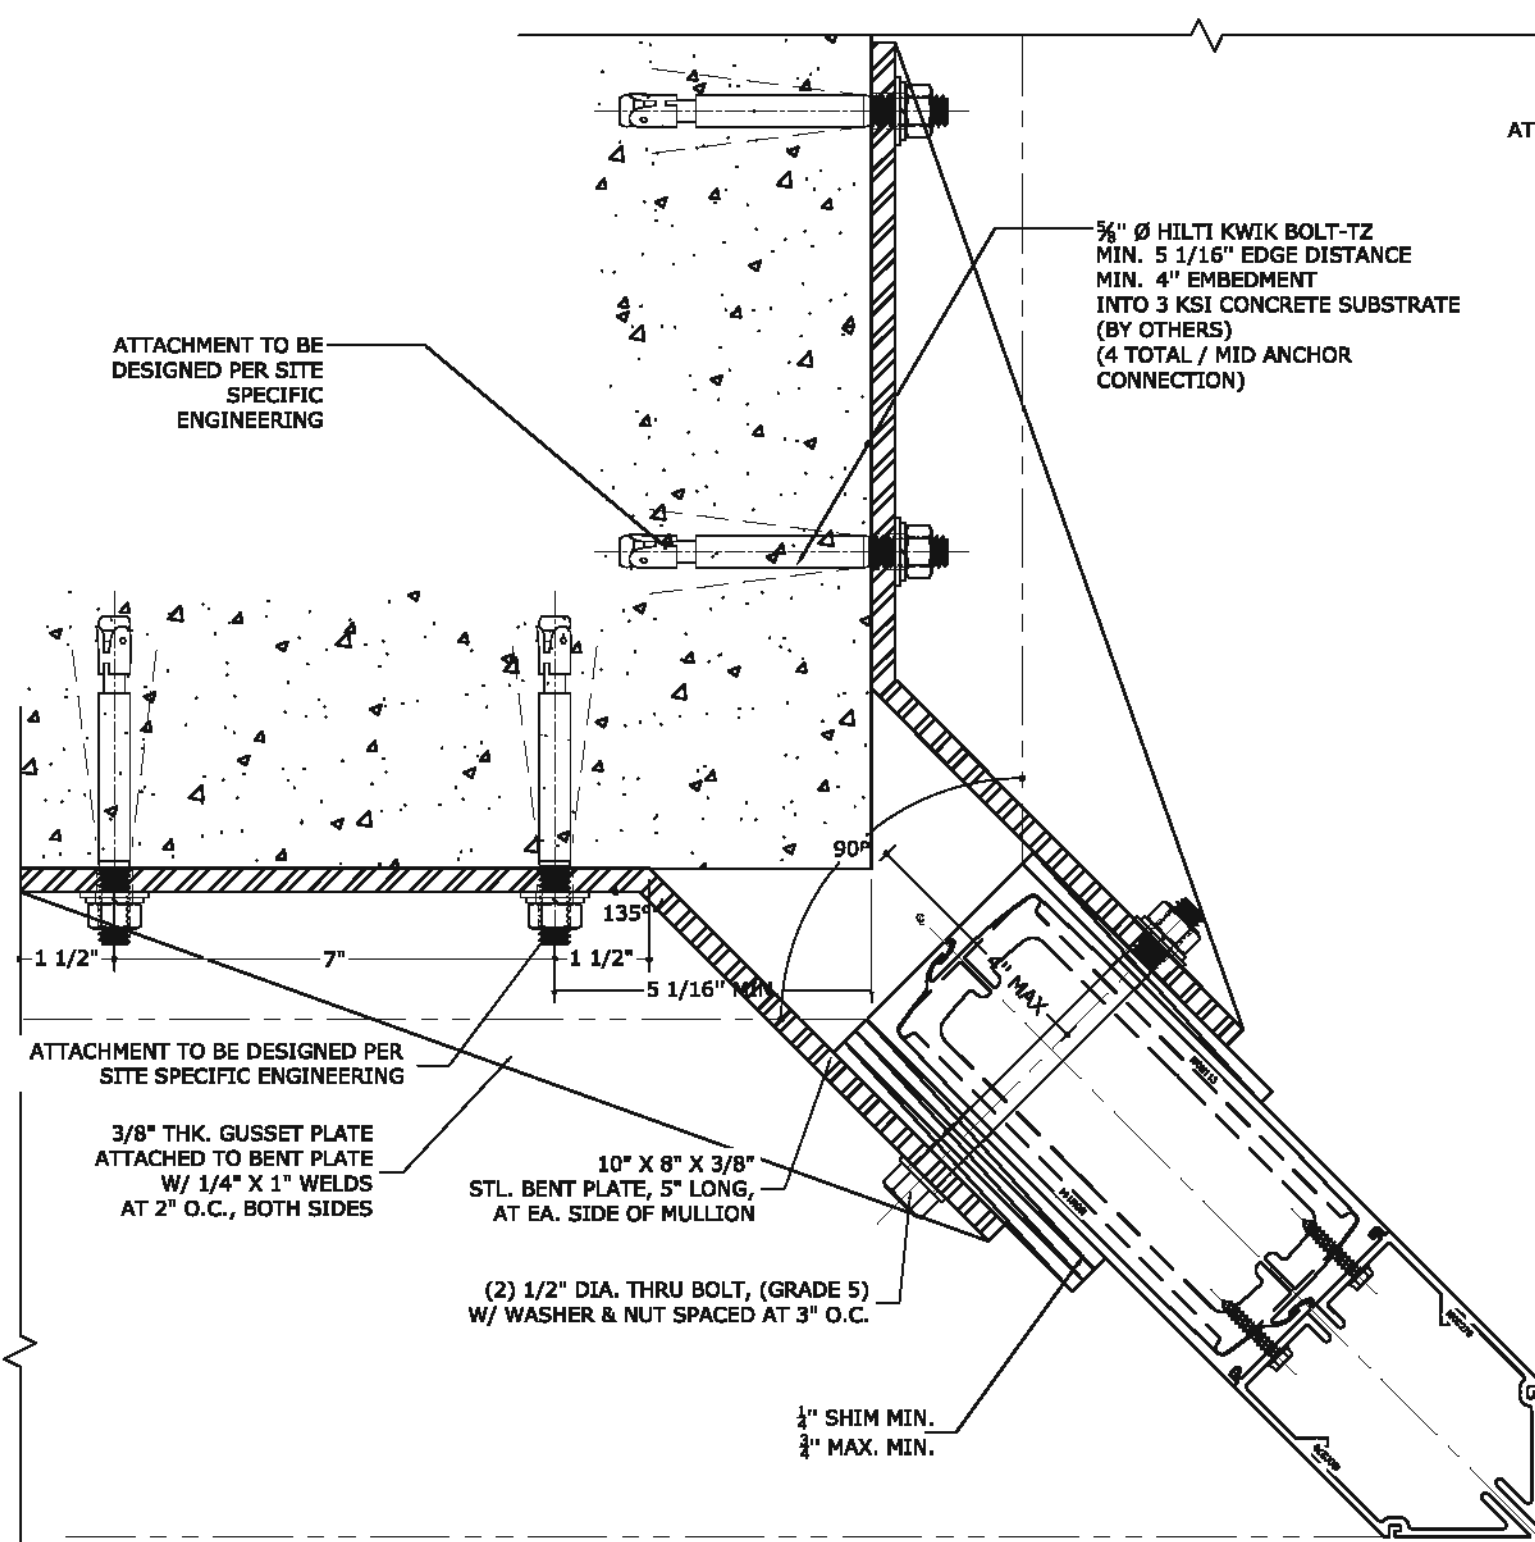 AT
⅝" Ø HILTI KWIK BOLT-TZ
MIN. 5 1/16" EDGE DISTANCE
MIN. 4" EMBEDMENT
INTO 3 KSI CONCRETE SUBSTRATE
(BY OTHERS)
(4 TOTAL / MID ANCHOR
CONNECTION)
ATTACHMENT TO BE
DESIGNED PER SITE
SPECIFIC
ENGINEERING
90°
135°
1 1/2"
7"
1 1/2"
5 1/16" MIN
4" MAX
ATTACHMENT TO BE DESIGNED PER
SITE SPECIFIC ENGINEERING
3/8" THK. GUSSET PLATE
ATTACHED TO BENT PLATE
W/ 1/4" X 1" WELDS
AT 2" O.C., BOTH SIDES
10" X 8" X 3/8"
STL. BENT PLATE, 5" LONG,
AT EA. SIDE OF MULLION
(2) 1/2" DIA. THRU BOLT, (GRADE 5)
W/ WASHER & NUT SPACED AT 3" O.C.
¼" SHIM MIN.
¾" MAX. MIN.